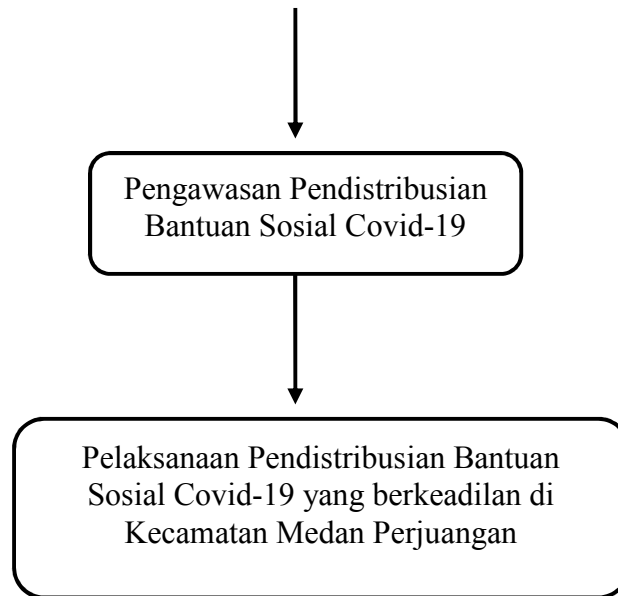 Pengawasan Pendistribusian
Bantuan Sosial Covid-19
Pelaksanaan Pendistribusian Bantuan
Sosial Covid-19 yang berkeadilan di
Kecamatan Medan Perjuangan